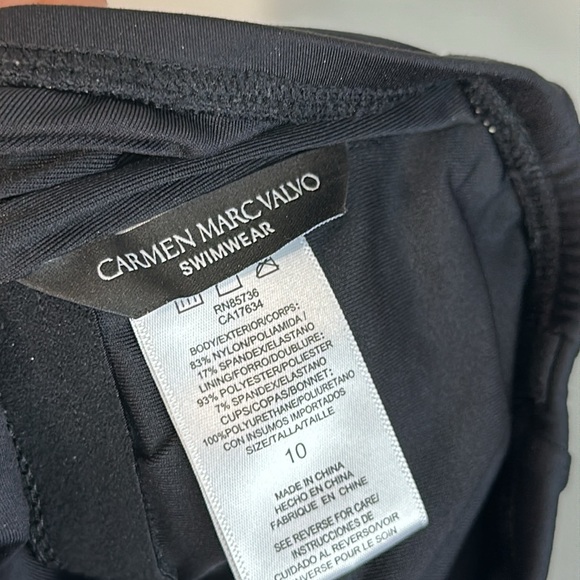 CARMEN MARC VALVO
SWIMWEAR
RN85736
CA17634
BODY/EXTERIOR/CORPS:
83% NYLON/POLIAMIDA/
17% SPANDEX/ELASTANO
LINING/FORRO/DOUBLURE:
93% POLYESTER/POLIESTER
7% SPANDEX/ELASTANO
CUPS/COPAS/BONNET:
100%POLYURETHANE/POLIURETANO
CON INSUMOS IMPORTADOS
SIZE/TALLA/TAILLE
10
MADE IN CHINA
HECHO EN CHINA
FABRIQUE EN CHINE
SEE REVERSE FOR CARE/
INSTRUCCIONES DE
CUIDADO AL REVERSO/VOIR
INVERSE POUR LE SOIN